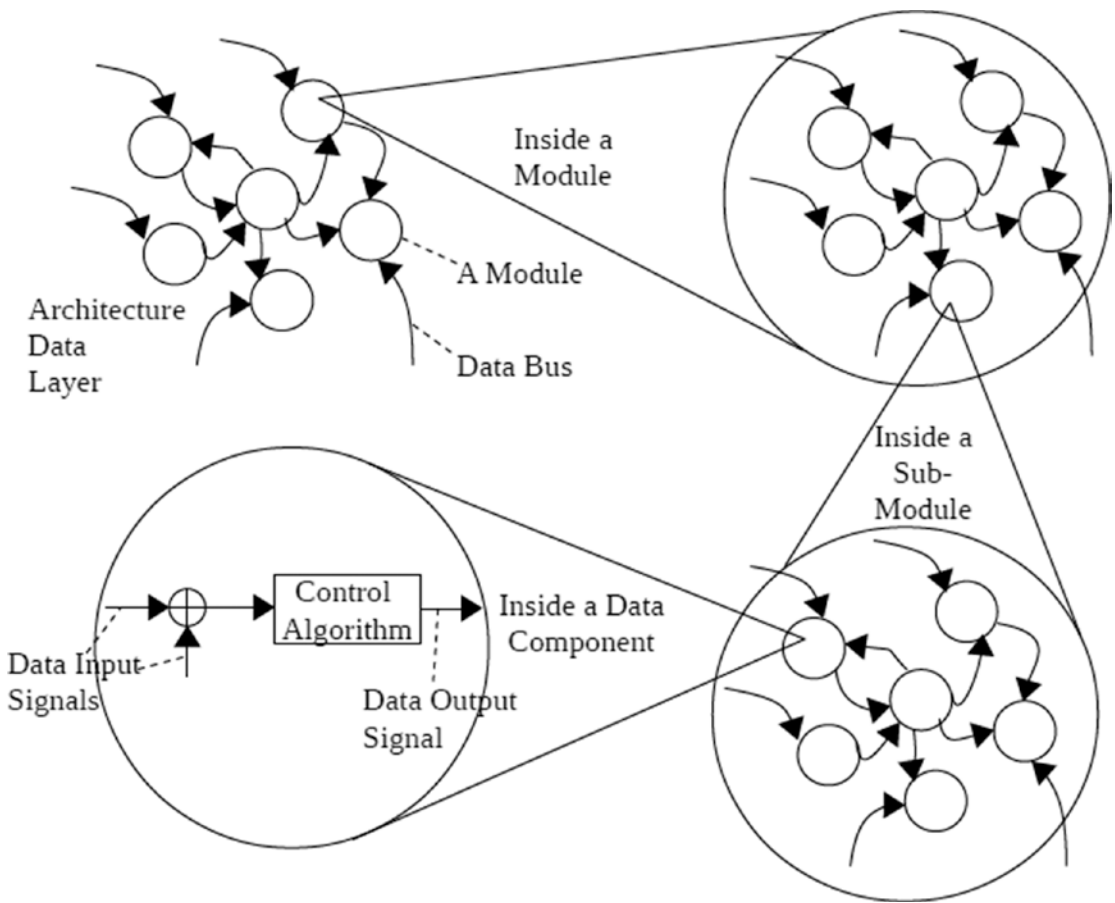 Inside a
Module
A Module
Architecture
Data
Layer
Data Bus
Inside a
Sub-
Module
Control
Algorithm
Inside a Data
Component
Data Input
Signals
Data Output
Signal